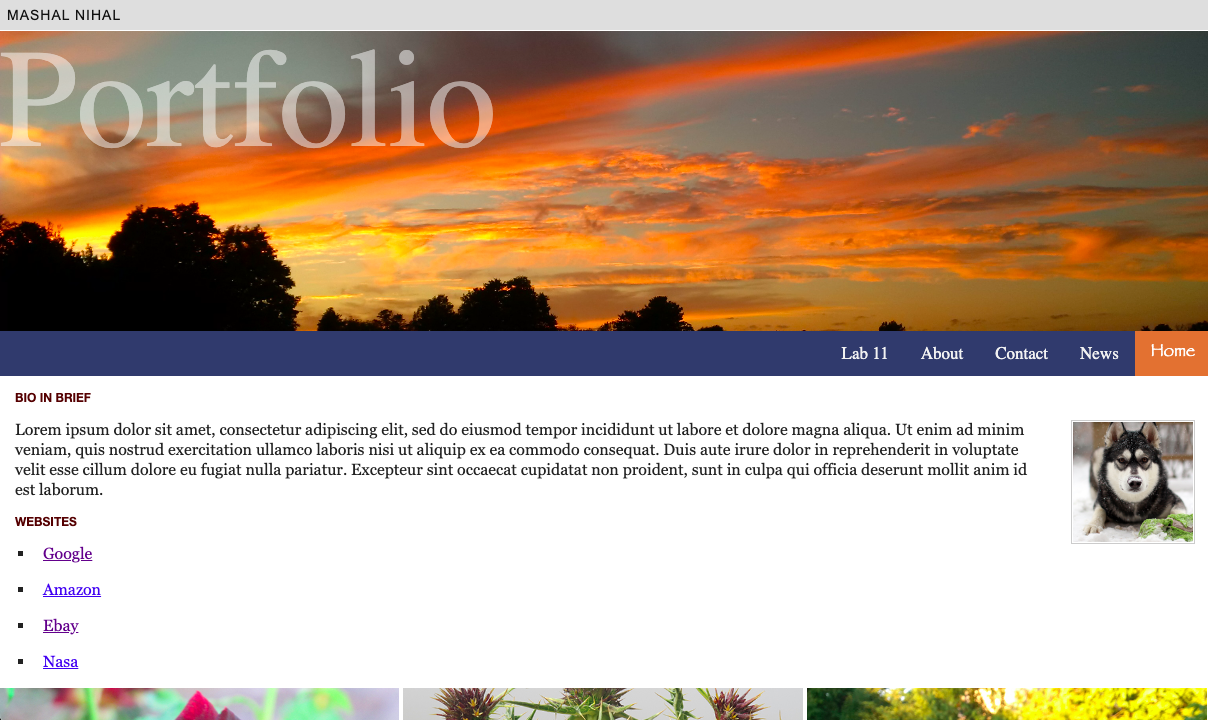 MASHAL NIHAL
Portfolio
Lab 11 About Contact News Home
BIO IN BRIEF
Lorem ipsum dolor sit amet, consectetur adipiscing elit, sed do eiusmod tempor incididunt ut labore et dolore magna aliqua. Ut enim ad minim
veniam, quis nostrud exercitation ullamco laboris nisi ut aliquip ex ea commodo consequat. Duis aute irure dolor in reprehenderit in voluptate
velit esse cillum dolore eu fugiat nulla pariatur. Excepteur sint occaecat cupidatat non proident, sunt in culpa qui officia deserunt mollit anim id
est laborum.
WEBSITES
Google
Amazon
Ebay
Nasa